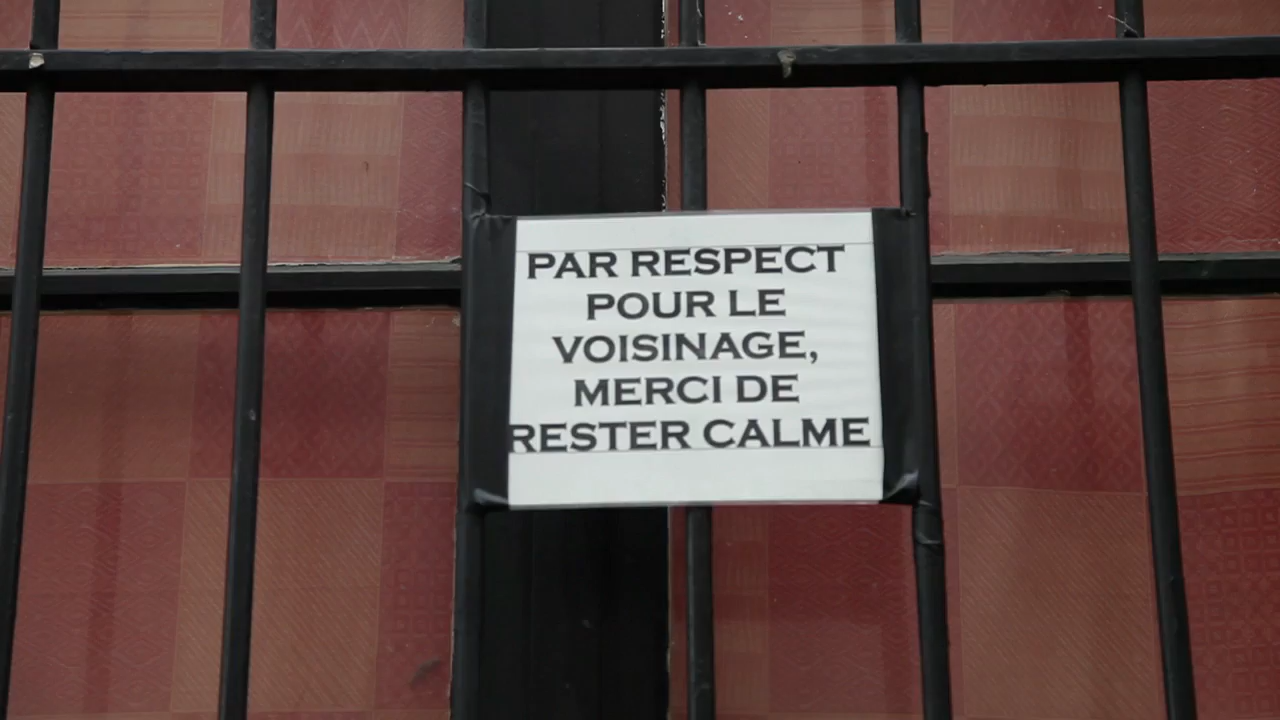 PAR RESPECT
POUR LE
VOISINAGE,
MERCI DE
RESTER CALME